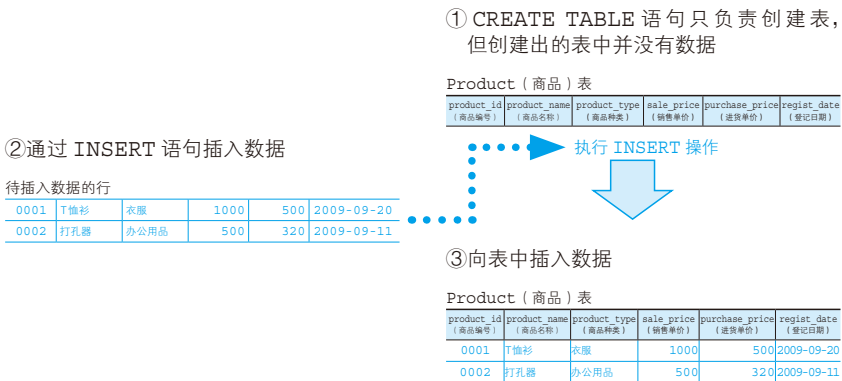 ① CREATE TABLE 语句只负责创建表,
但创建出的表中并没有数据
Product（商品）表
product_id product_name product_type sale_price purchase_price regist_date
（商品编号） （商品名称） （商品种类） （销售单价） （进货单价） （登记日期）
②通过 INSERT 语句插入数据
执行 INSERT 操作
待插入数据的行
0001 T恤衫 衣服 1000 500 2009-09-20
0002 打孔器 办公用品 500 320 2009-09-11
③向表中插入数据
Product（商品）表
product_id product_name product_type sale_price purchase_price regist_date
（商品编号） （商品名称） （商品种类） （销售单价） （进货单价） （登记日期）
0001 T恤衫 衣服 1000 500 2009-09-20
0002 打孔器 办公用品 500 320 2009-09-11